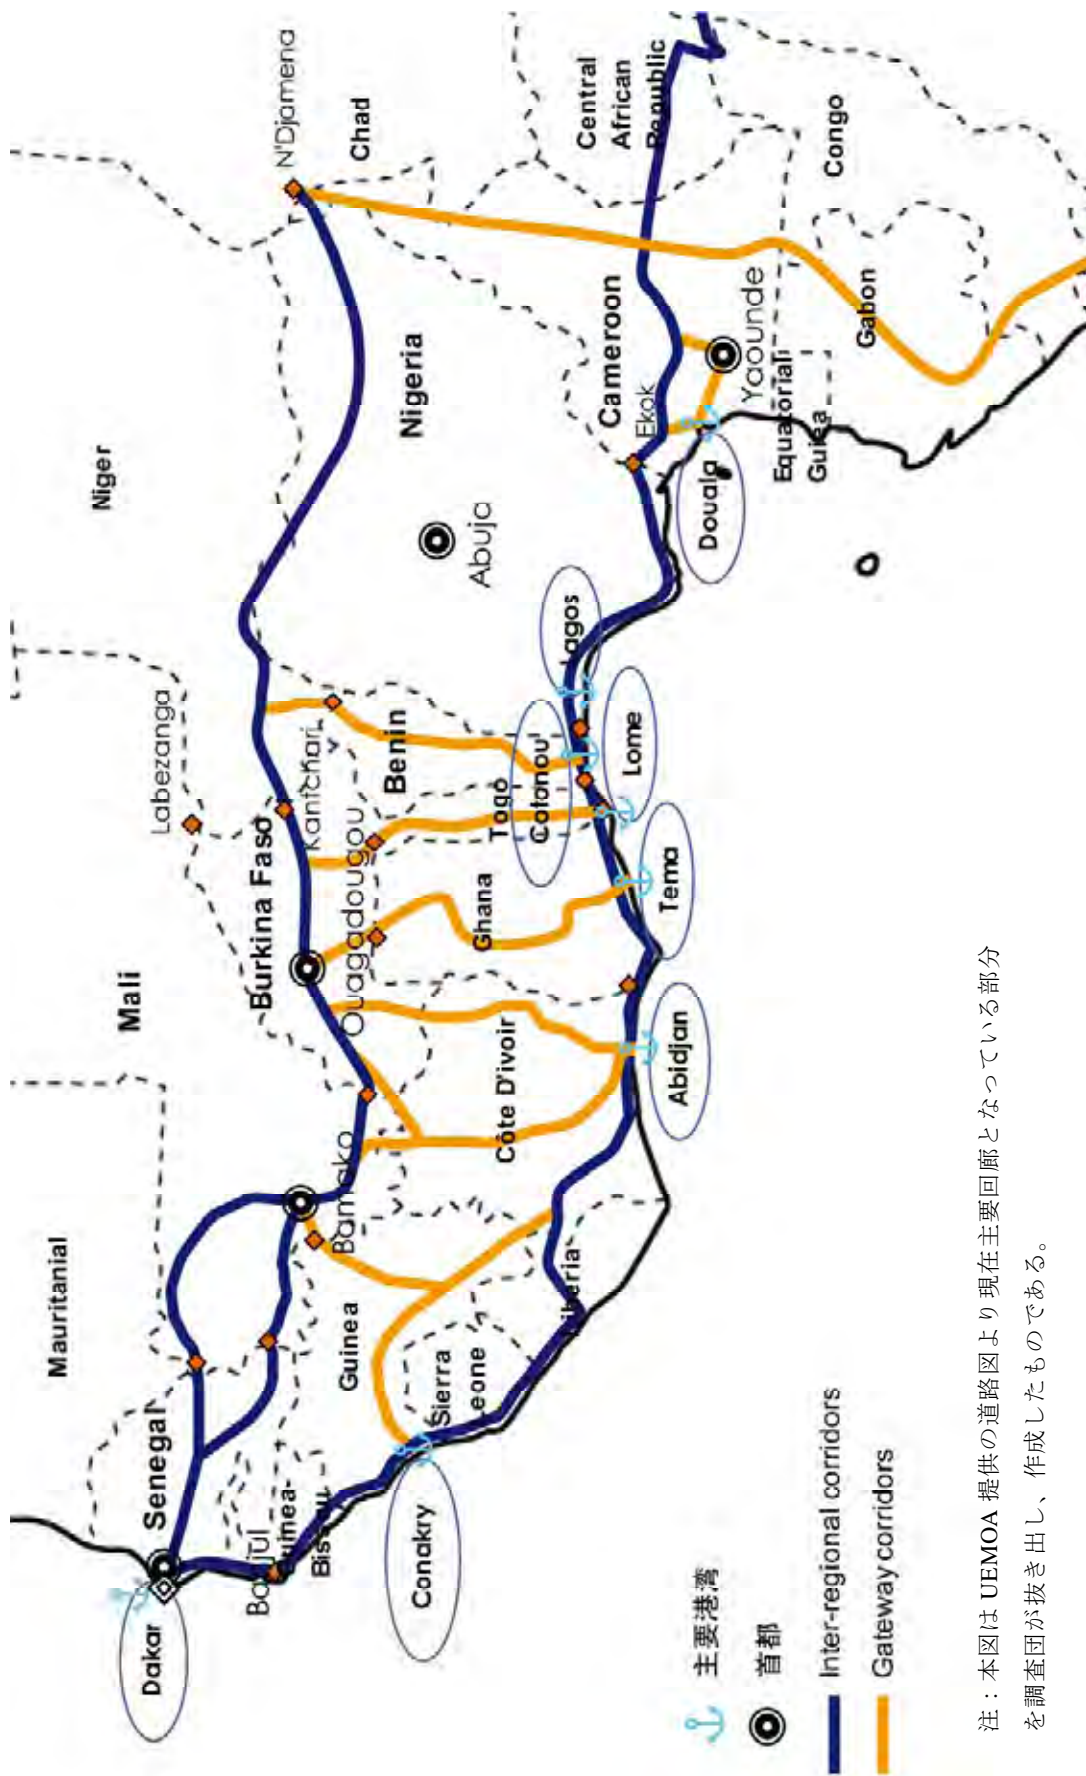 Mauritanial
Mali
Niger
Labezanga
N'Djamena
Chad
Central
African
Republic
Dakar
Senegal
Burkina Faso
Kantchari
Ouagadougou
Bamako
Banjul
Guinea-
Guinea
Benin
Nigeria
Abuja
Cameroon
Ekok
Yaounde
Congo
Gabon
Equatorial
Guinea
Conakry
Sierra
Leone
Liberia
Côte D'ivoir
Ghana
Togo
Cotonou
Lagos
Lome
Tema
Abidjan
Douala
主要港湾
首都
Inter-regional corridors
Gateway corridors
注：本図は UEMOA 提供の道路図より現在主要回廊となっている部分
を調査団が抜き出し、作成したものである。